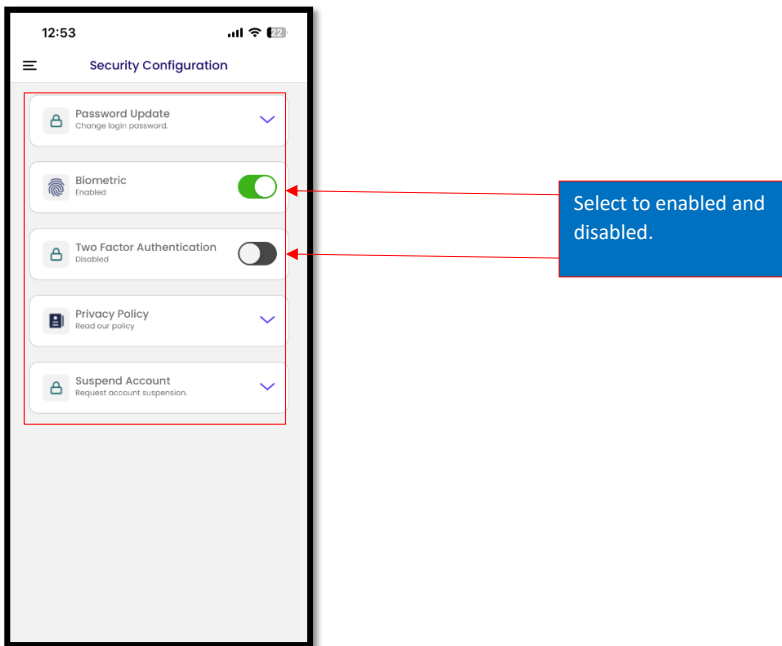 12:53
22
Security Configuration
Password Update
Change login password.
Biometric
Enabled
Two Factor Authentication
Disabled
Privacy Policy
Read our policy
Suspend Account
Request account suspension.
Select to enabled and
disabled.